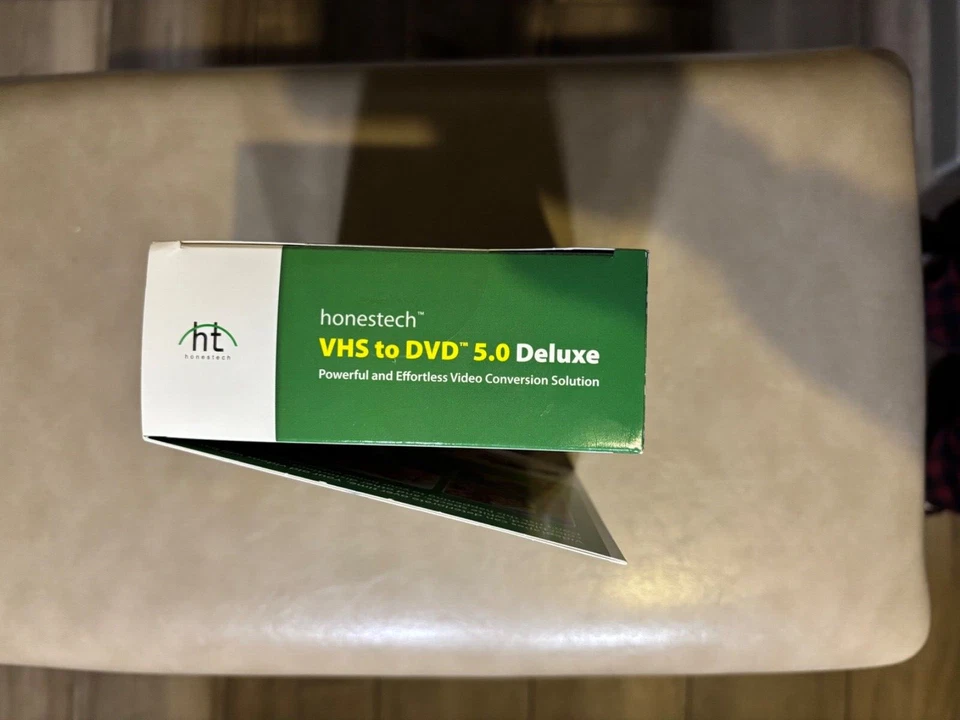 ht
honestech
honestech™
VHS to DVD™ 5.0 Deluxe
Powerful and Effortless Video Conversion Solution